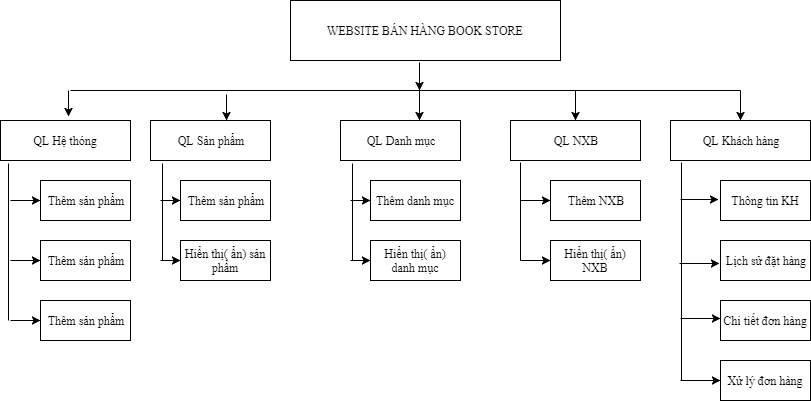 WEBSITE BÁN HÀNG BOOK STORE
QL Hệ thóng
QL Sản phẩm
QL Danh mục
QL NXB
QL Khách hàng
Thêm sản phẩm
Thêm sản phẩm
Thêm danh mục
Thêm NXB
Thông tin KH
Thêm sản phẩm
Hiển thị( ẩn) sản
phẩm
Hiển thị( ẩn)
danh mục
Hiển thị( ẩn)
NXB
Lịch sử đặt hàng
Thêm sản phẩm
Chi tiết đơn hàng
Xử lý đơn hàng